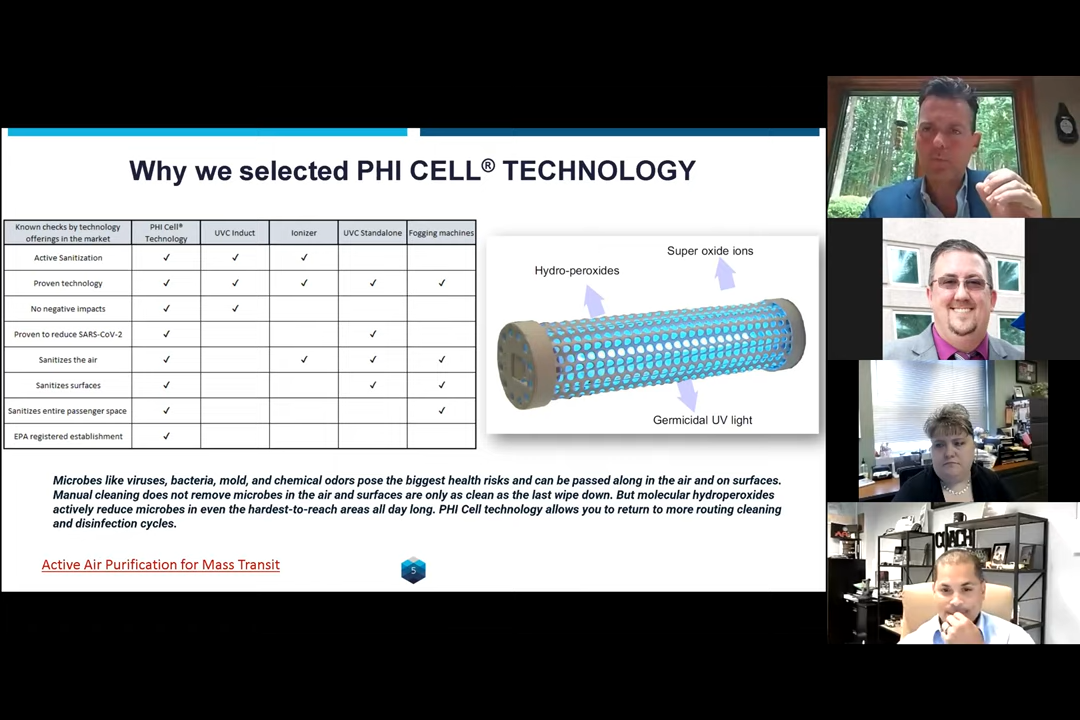 Why we selected PHI CELL® TECHNOLOGY
Known checks by technology
offerings in the market
PHI Cell®
Technology
UVC Induct
Ionizer
UVC Standalone
Fogging machines
Active Sanitization ✓ ✓ ✓
Proven technology ✓ ✓ ✓ ✓ ✓
No negative impacts ✓ ✓
Proven to reduce SARS-CoV-2 ✓ ✓
Sanitizes the air ✓ ✓ ✓ ✓
Sanitizes surfaces ✓ ✓ ✓
Sanitizes entire passenger space ✓ ✓
EPA registered establishment ✓
Super oxide ions
Hydro-peroxides
Germicidal UV light
Microbes like viruses, bacteria, mold, and chemical odors pose the biggest health risks and can be passed along in the air and on surfaces.
Manual cleaning does not remove microbes in the air and surfaces are only as clean as the last wipe down. But molecular hydroperoxides
actively reduce microbes in even the hardest-to-reach areas all day long. PHI Cell technology allows you to return to more routing cleaning
and disinfection cycles.
Active Air Purification for Mass Transit
5
COACH